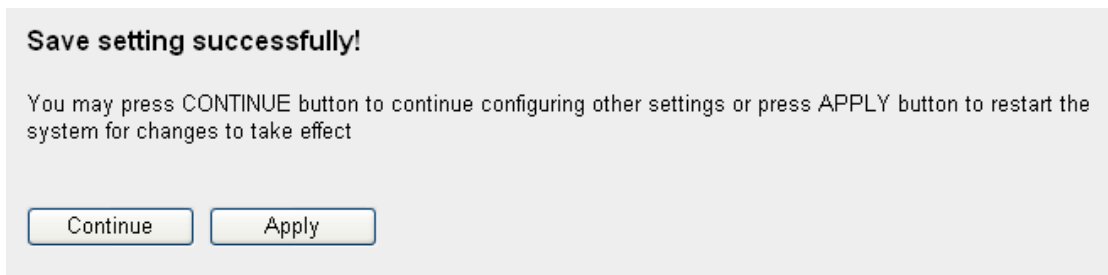 Save setting successfully!
You may press CONTINUE button to continue configuring other settings or press APPLY button to restart the
system for changes to take effect
Continue
Apply